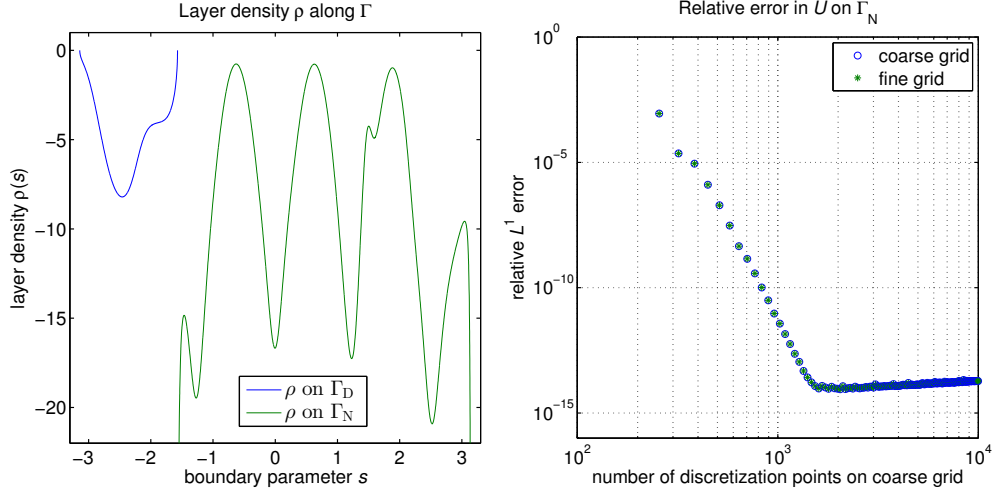 Layer density ρ along Γ
0
−5
−10
−15
−20
layer density ρ(s)
ρ on Γ_D
ρ on Γ_N
−3 −2 −1 0 1 2 3
boundary parameter s
Relative error in U on Γ_N
10^0
10^−5
10^−10
10^−15
relative L^1 error
coarse grid
fine grid
10^2 10^3 10^4
number of discretization points on coarse grid